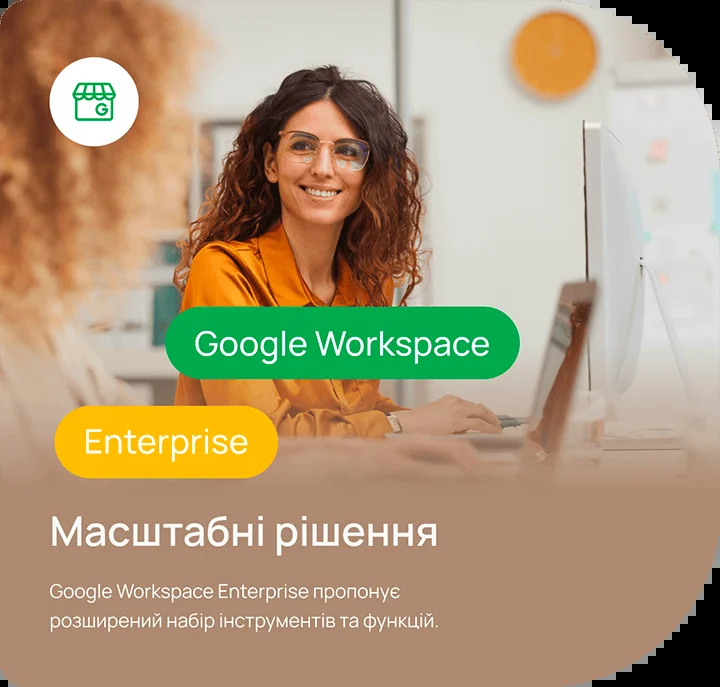 G
Google Workspace
Enterprise
Масштабні рішення
Google Workspace Enterprise пропонує
розширений набір інструментів та функцій.